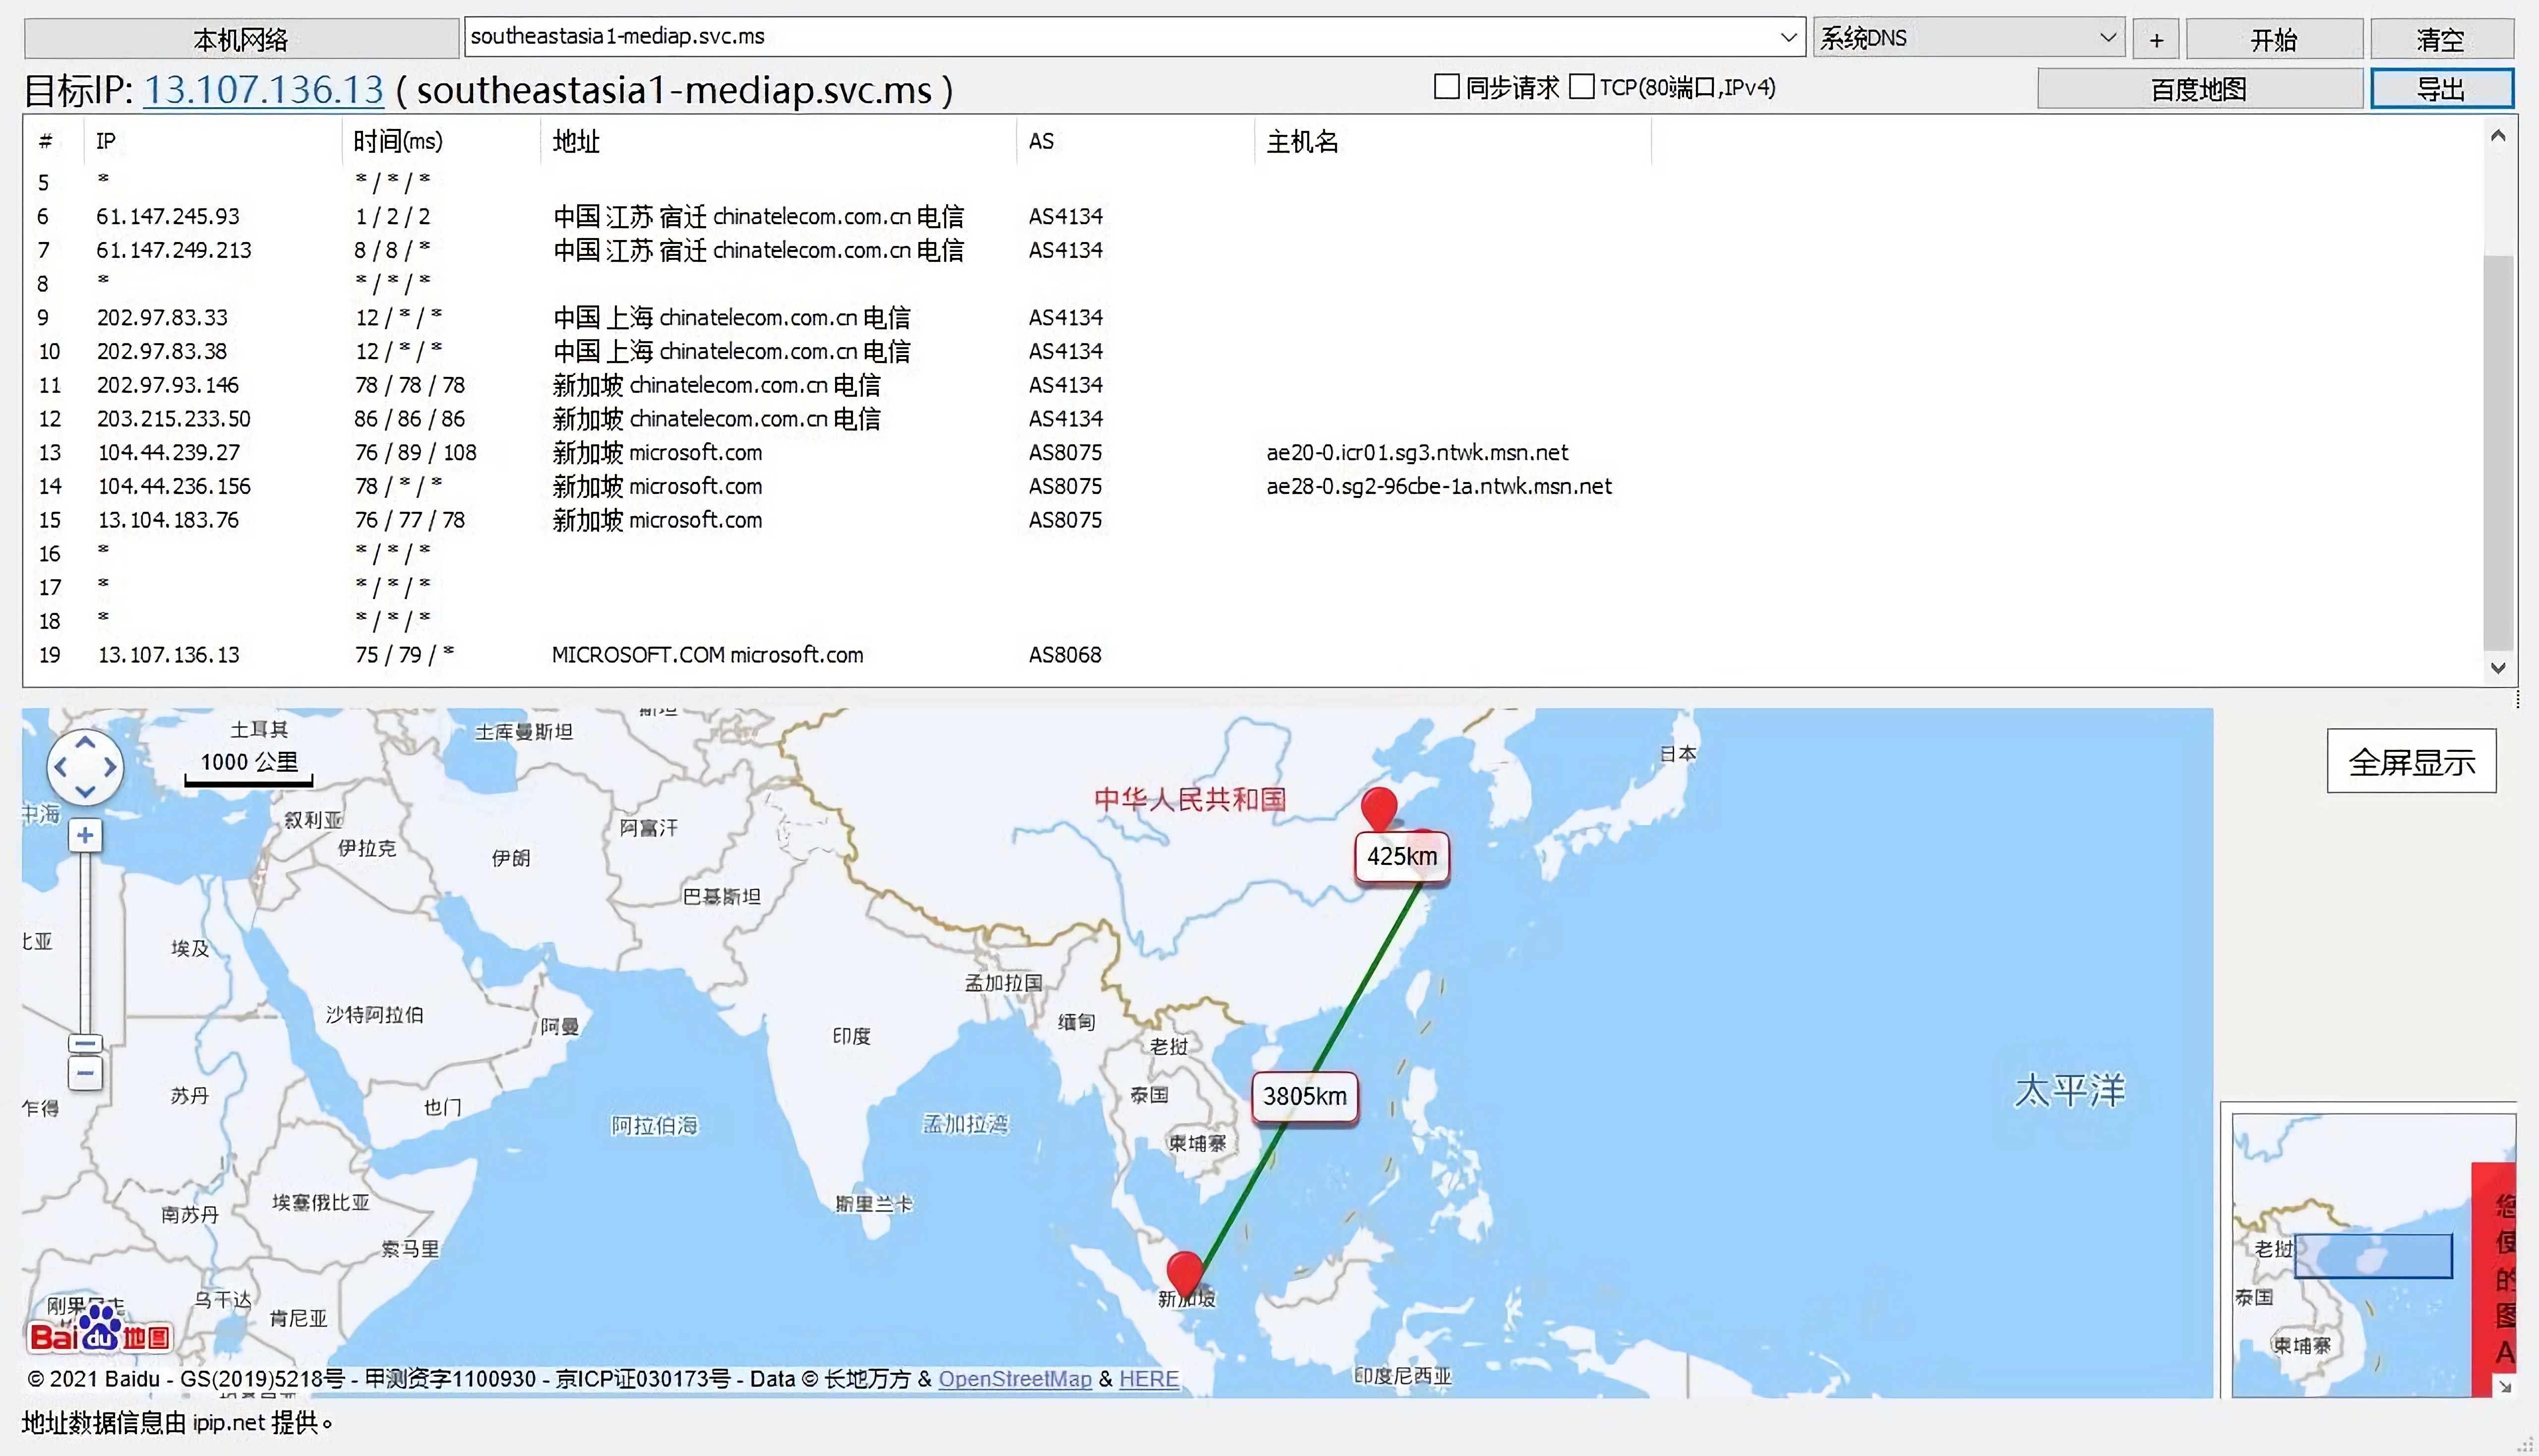 本机网络 southeastasia1-mediap.svc.ms 系统DNS + 开始 清空
目标IP: 13.107.136.13 ( southeastasia1-mediap.svc.ms ) 同步请求 TCP(80端口,IPv4) 百度地图 导出
# IP 时间(ms) 地址 AS 主机名
5 * * / * / *
6 61.147.245.93 1 / 2 / 2 中国 江苏 宿迁 chinatelecom.com.cn 电信 AS4134
7 61.147.249.213 8 / 8 / * 中国 江苏 宿迁 chinatelecom.com.cn 电信 AS4134
8 * * / * / *
9 202.97.83.33 12 / * / * 中国 上海 chinatelecom.com.cn 电信 AS4134
10 202.97.83.38 12 / * / * 中国 上海 chinatelecom.com.cn 电信 AS4134
11 202.97.93.146 78 / 78 / 78 新加坡 chinatelecom.com.cn 电信 AS4134
12 203.215.233.50 86 / 86 / 86 新加坡 chinatelecom.com.cn 电信 AS4134
13 104.44.239.27 76 / 89 / 108 新加坡 microsoft.com AS8075 ae20-0.icr01.sg3.ntwk.msn.net
14 104.44.236.156 78 / * / * 新加坡 microsoft.com AS8075 ae28-0.sg2-96cbe-1a.ntwk.msn.net
15 13.104.183.76 76 / 77 / 78 新加坡 microsoft.com AS8075
16 * * / * / *
17 * * / * / *
18 * * / * / *
19 13.107.136.13 75 / 79 / * MICROSOFT.COM microsoft.com AS8068
土耳其
土库曼斯坦
日本
1000 公里
全屏显示
中华人民共和国
中海
叙利亚
阿富汗
伊拉克
伊朗
425km
巴基斯坦
比亚
埃及
孟加拉国
沙特阿拉伯
阿曼
印度
缅甸
老挝
太平洋
苏丹
泰国
3805km
乍得
也门
阿拉伯海
孟加拉湾
柬埔寨
埃塞俄比亚
斯里兰卡
南苏丹
索马里
老挝
泰国
柬埔寨
您
使
的
图
A
新加坡
乌干达
肯尼亚
Baidu地图
印度尼西亚
© 2021 Baidu - GS(2019)5218号 - 甲测资字1100930 - 京ICP证030173号 - Data © 长地万方 & OpenStreetMap & HERE
地址数据信息由 ipip.net 提供。